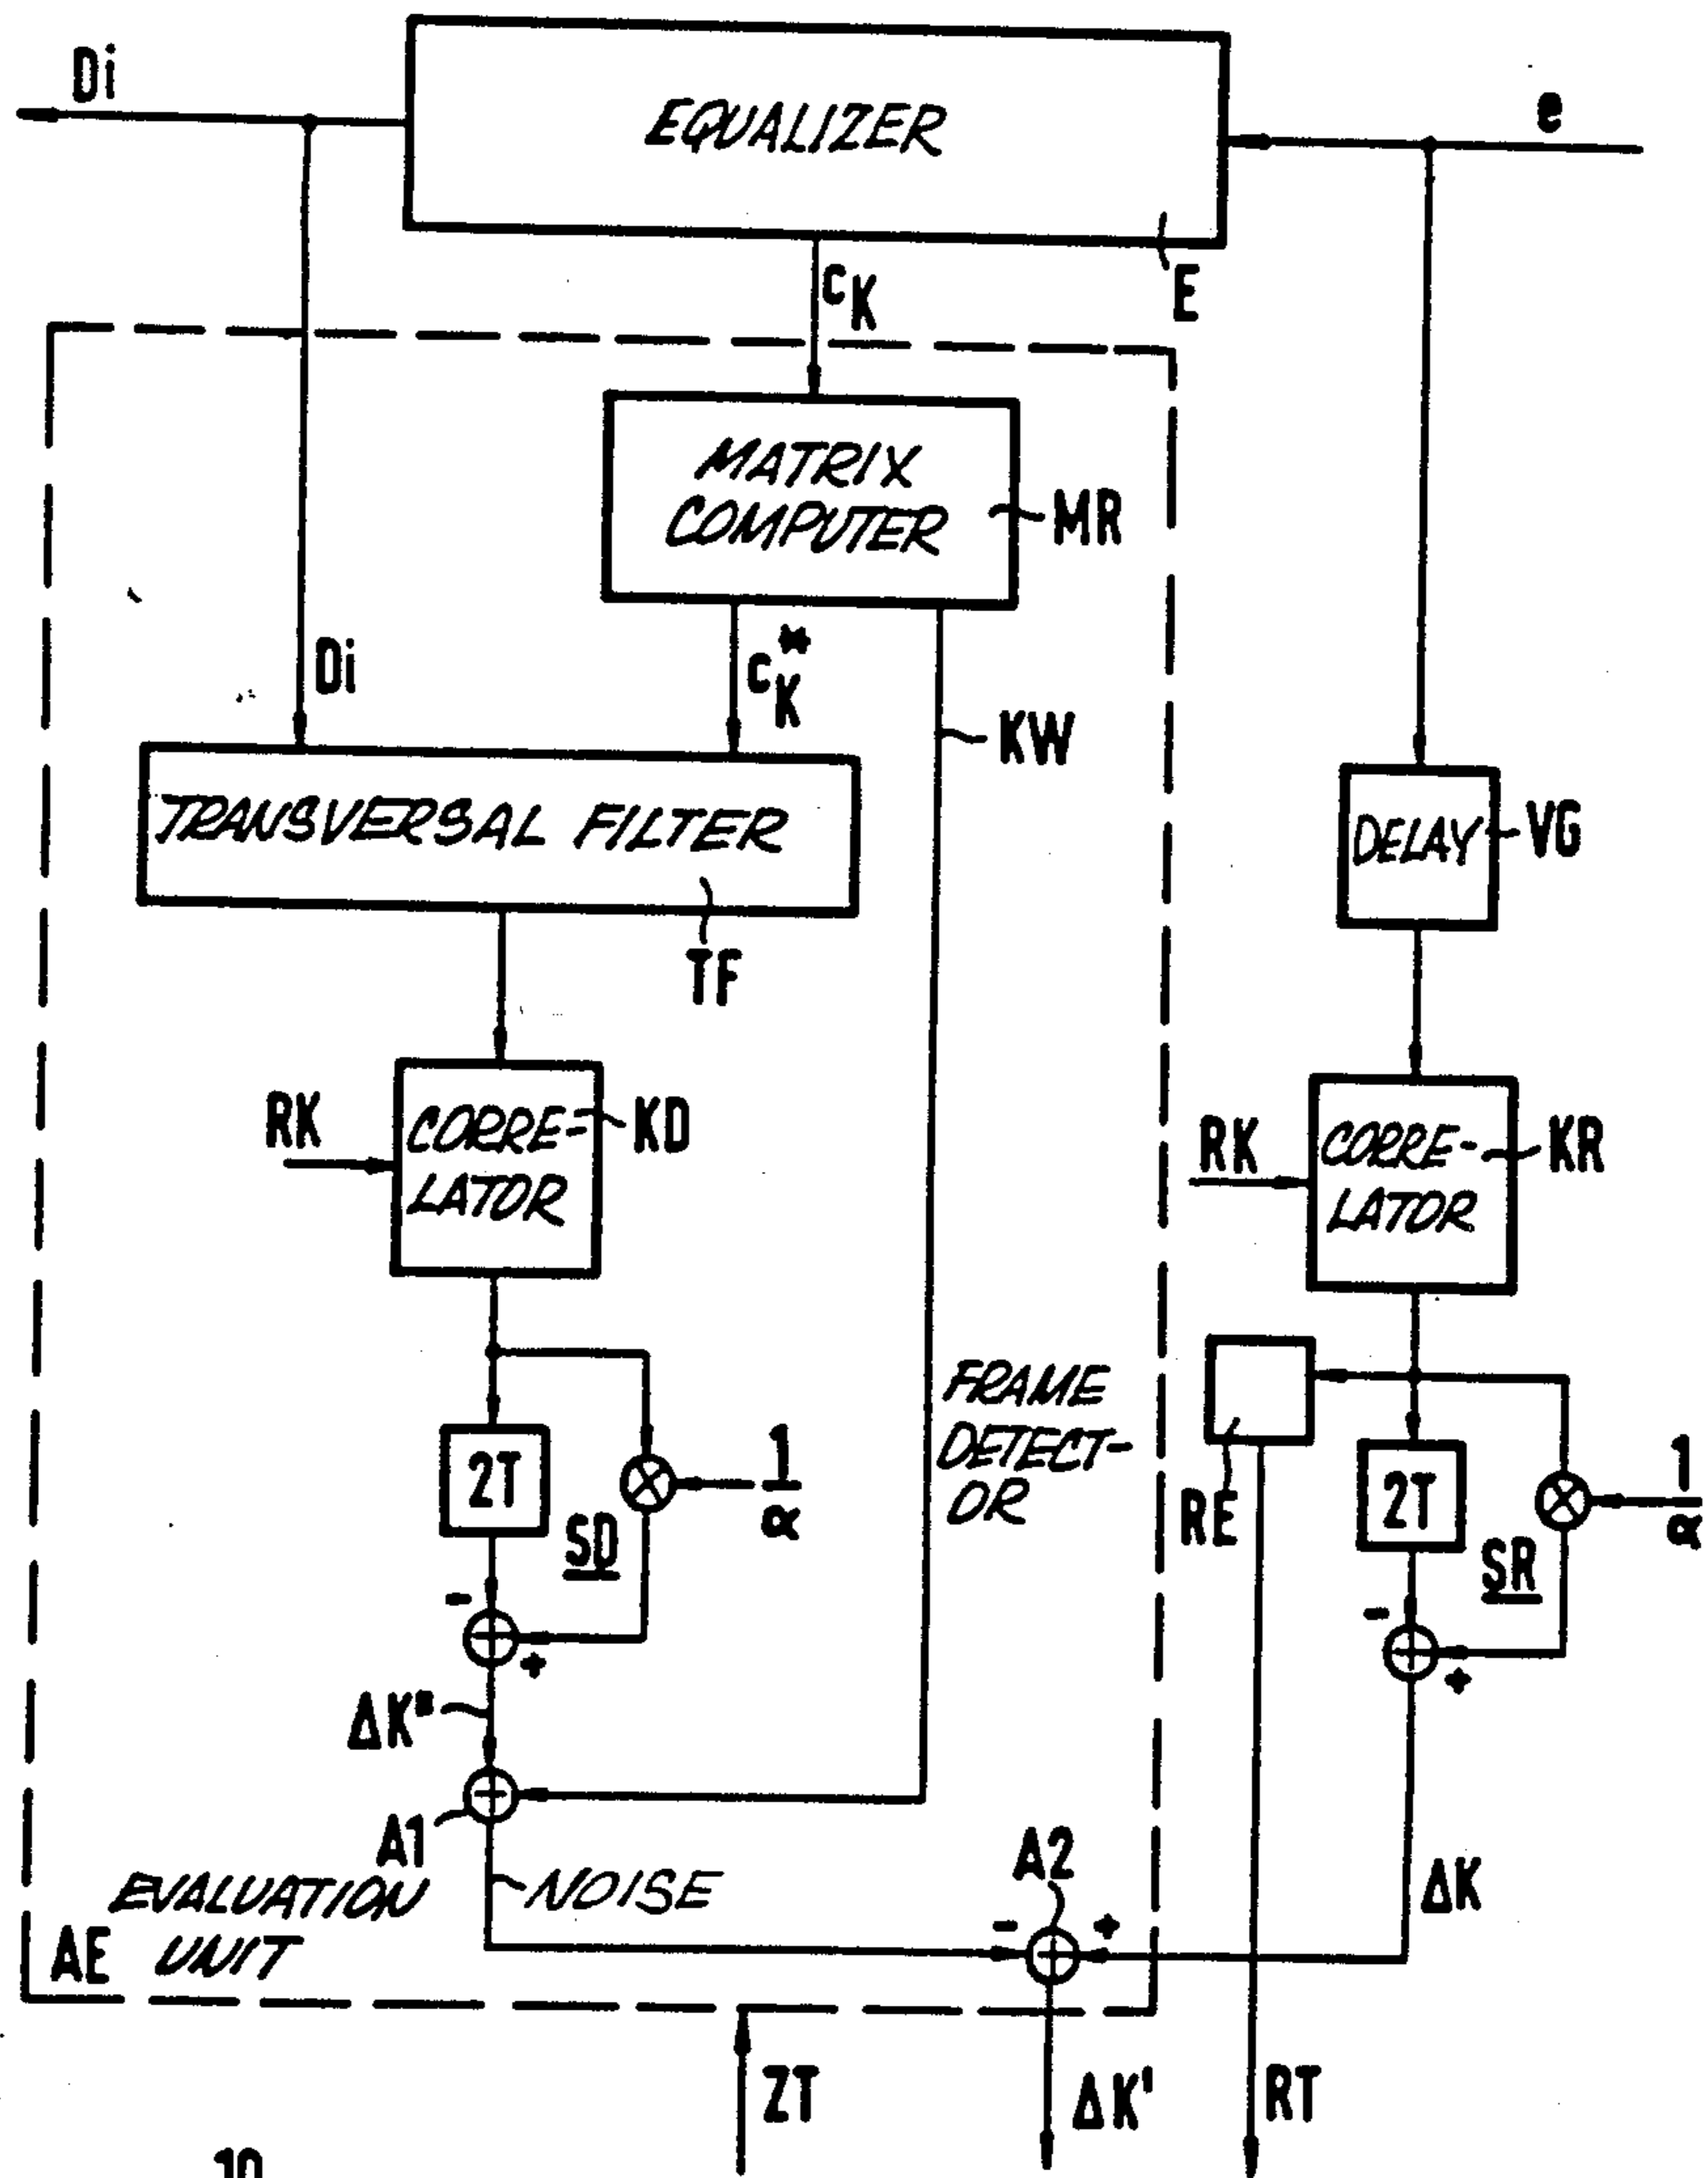 Di
EQUALIZER
e
cK
E
MATRIX
COMPUTER
MR
Di
cK*
KW
TRANSVERSAL FILTER
DELAY
VG
TF
RK
CORRE-
LATOR
KD
RK
CORRE-
LATOR
KR
FRAME
DETECT-
OR
2T
1
α
SD
RE
2T
1
α
SR
-
+
-
+
ΔK"
A1
EVALUATION
UNIT
NOISE
A2
ΔK
-
+
AE
ZT
ΔK'
RT